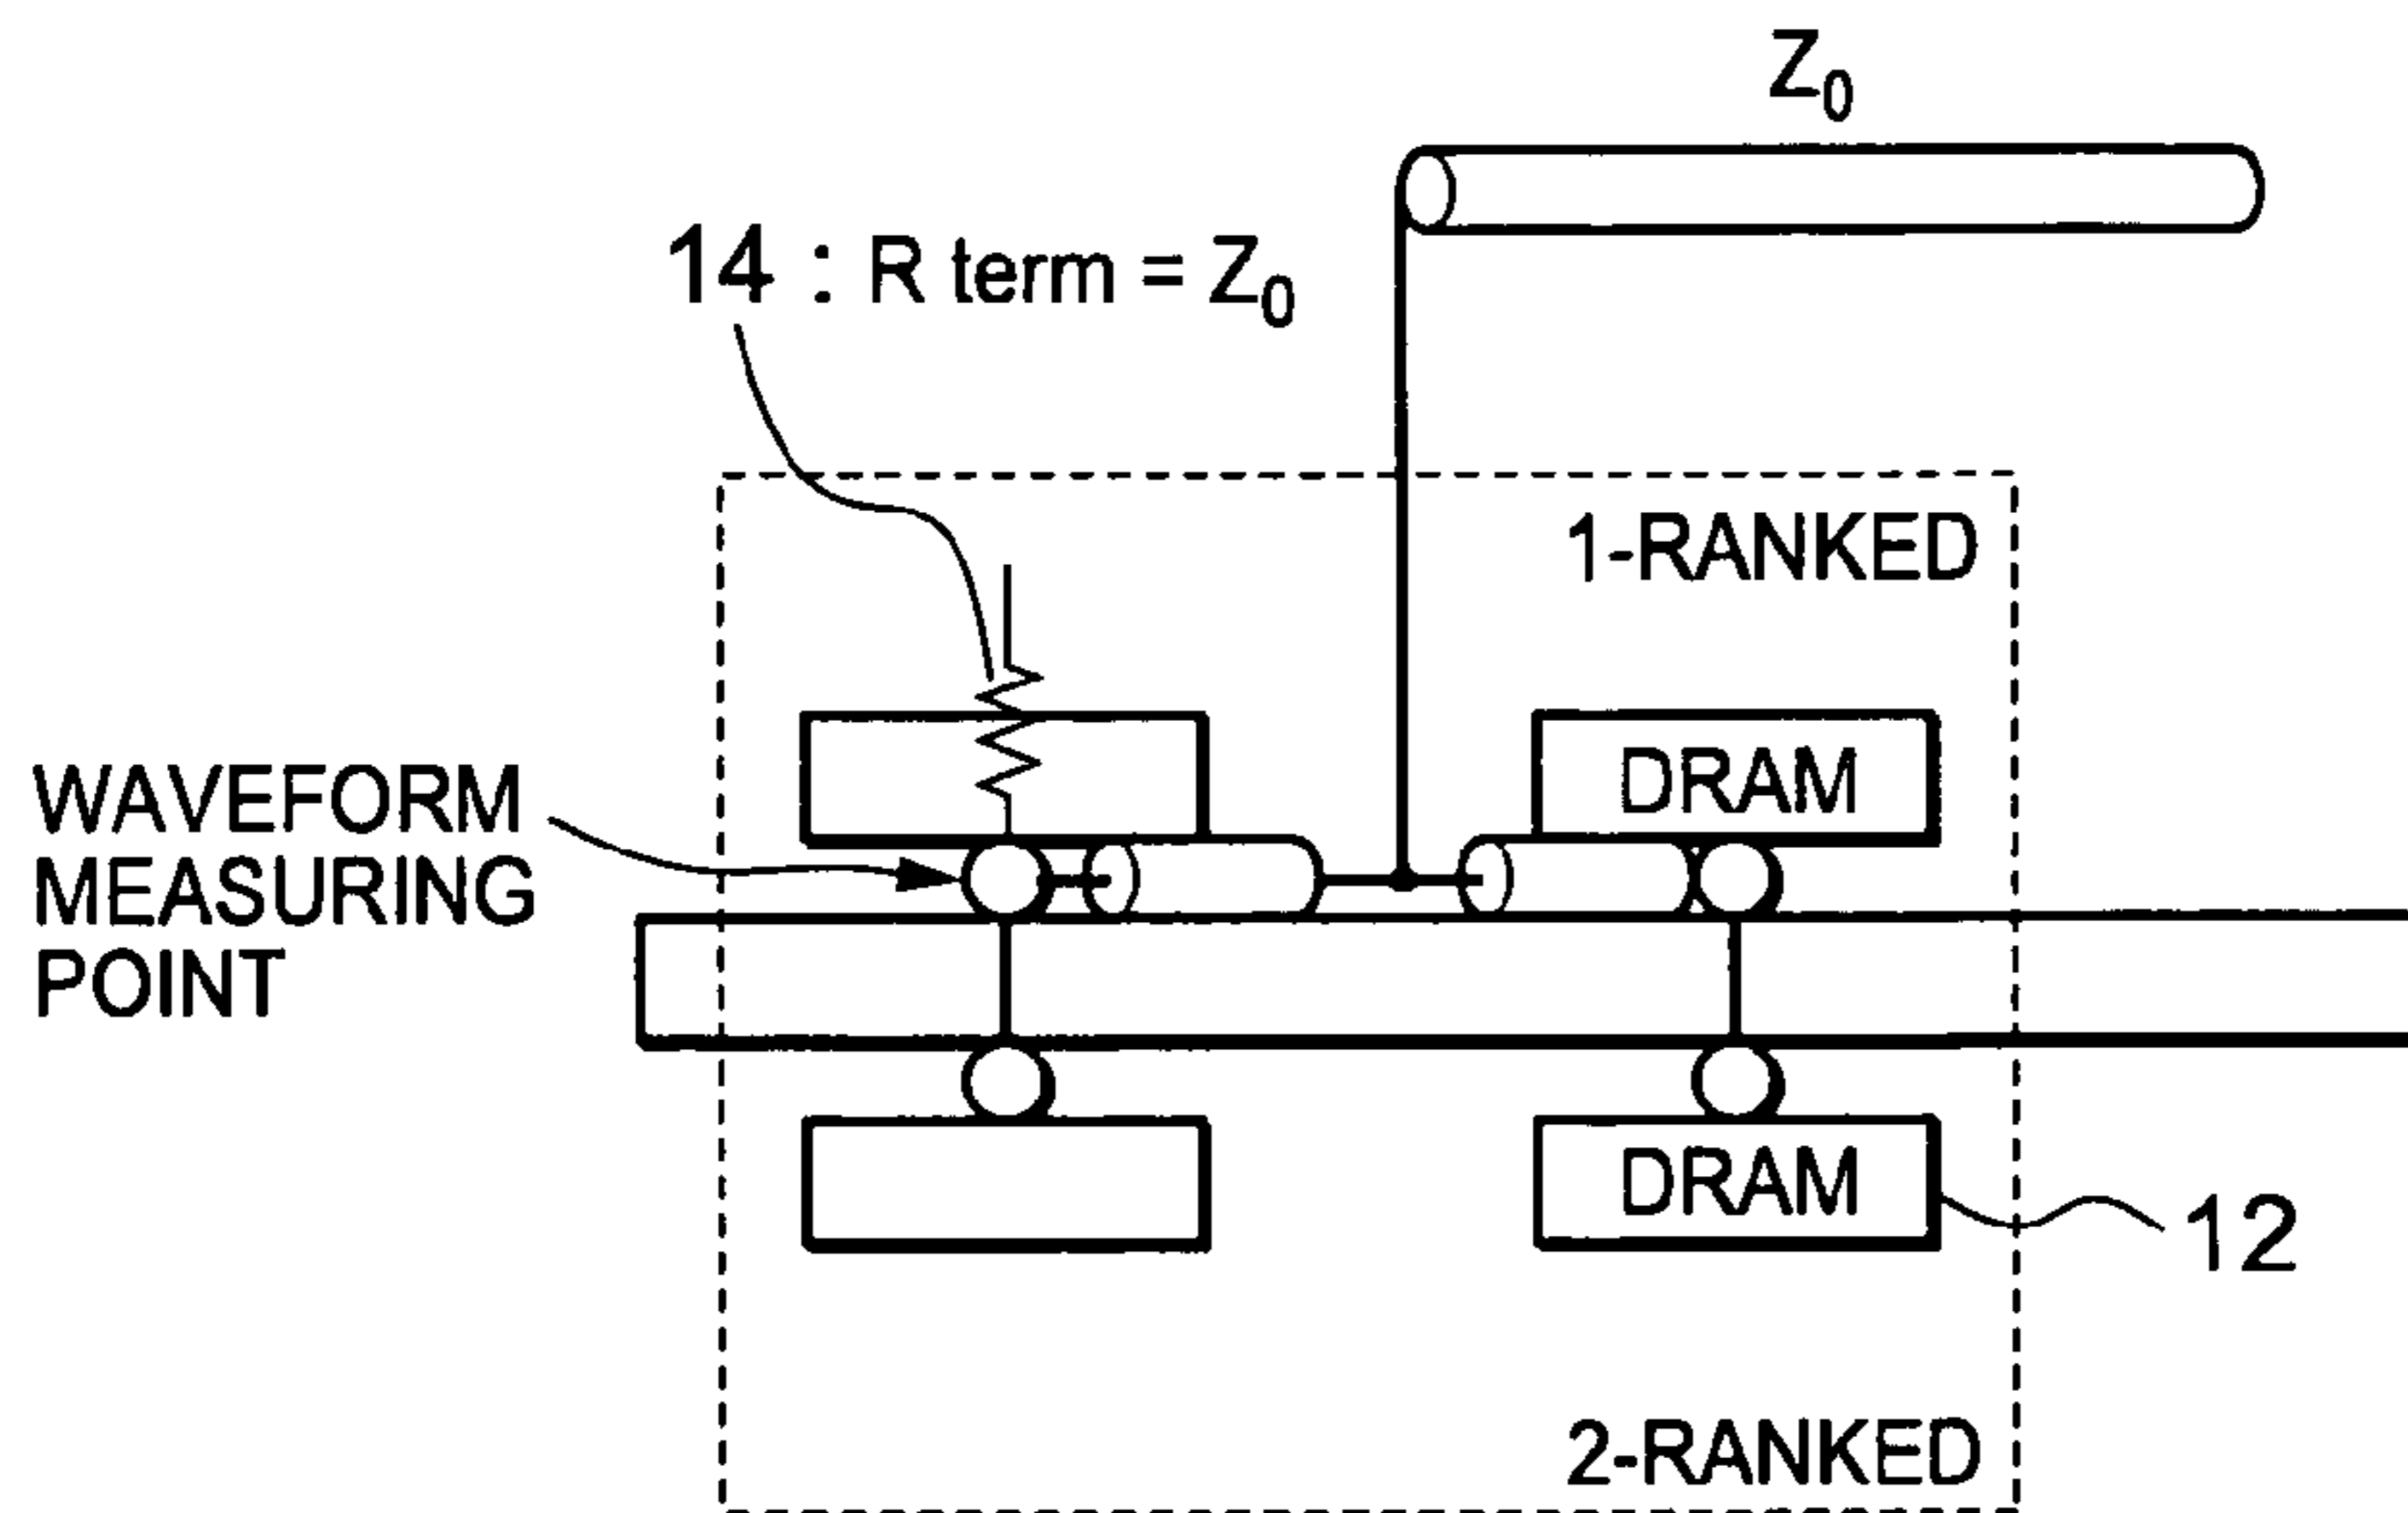 Z0
14 : R term = Z0
1-RANKED
DRAM
WAVEFORM
MEASURING
POINT
DRAM
12
2-RANKED